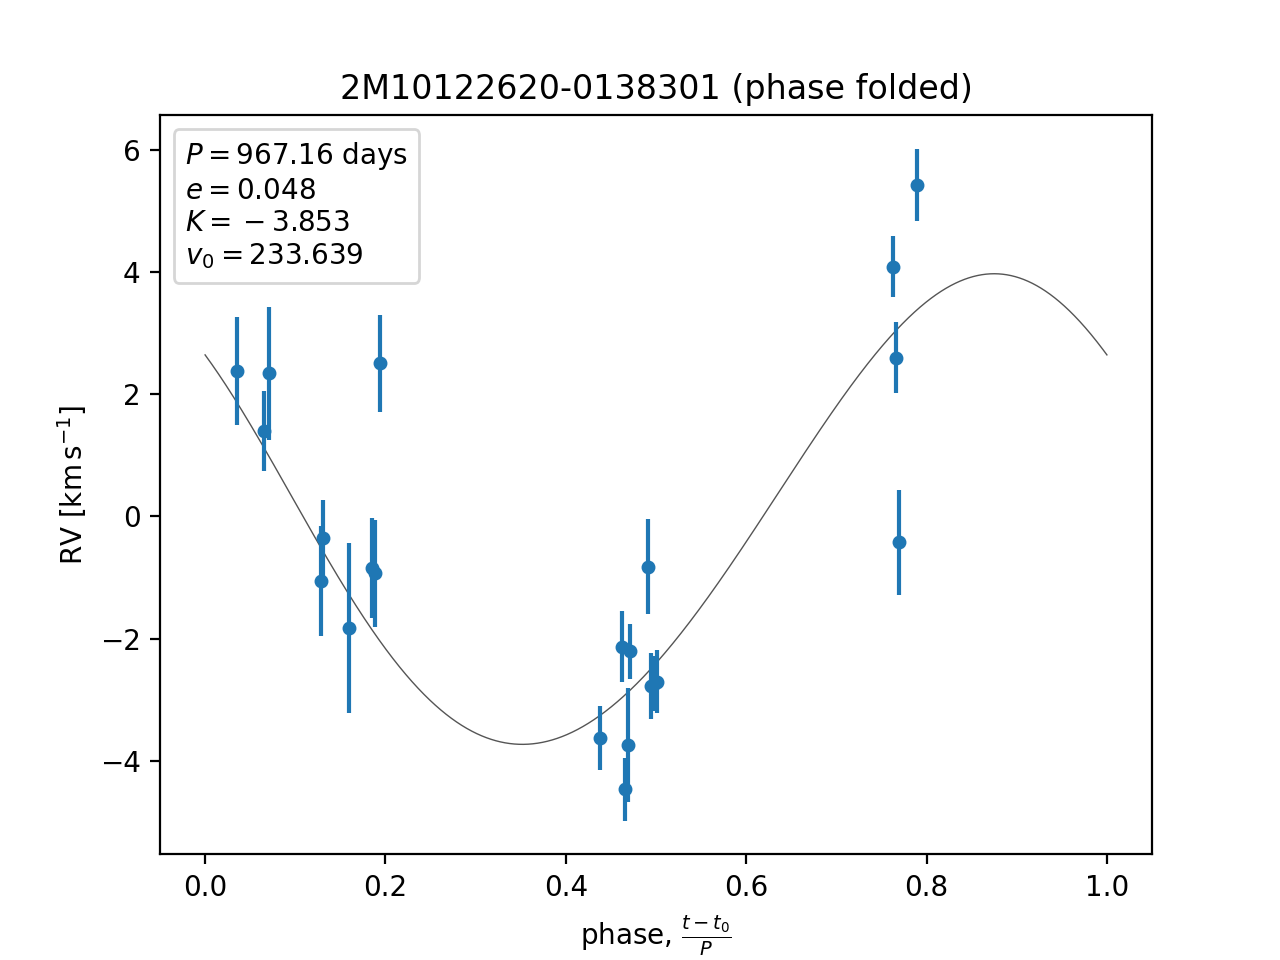 2M10122620-0138301 (phase folded)
P = 967.16 days
e = 0.048
K = −3.853
v₀ = 233.639
6
4
2
0
−2
−4
RV [km s⁻¹]
0.0 0.2 0.4 0.6 0.8 1.0
phase, (t − t₀)/P